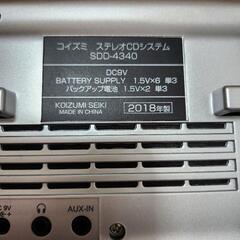 コイズミ ステレオCDシステム
SDD-4340
DC9V
BATTERY SUPPLY 1.5V×6 単3
バックアップ電池 1.5V×2 単3
KOIZUMI SEIKI
MADE IN CHINA
2018年製
DC 9V
AUX-IN